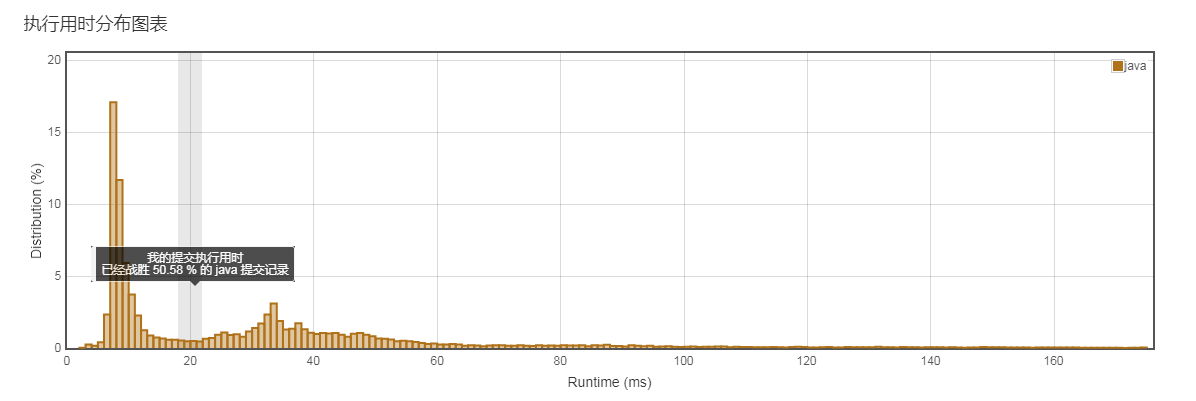 执行用时分布图表
20
15
10
5
0
Distribution (%)
java
我的提交执行用时
已经战胜 50.58 % 的 java 提交记录
0 20 40 60 80 100 120 140 160
Runtime (ms)